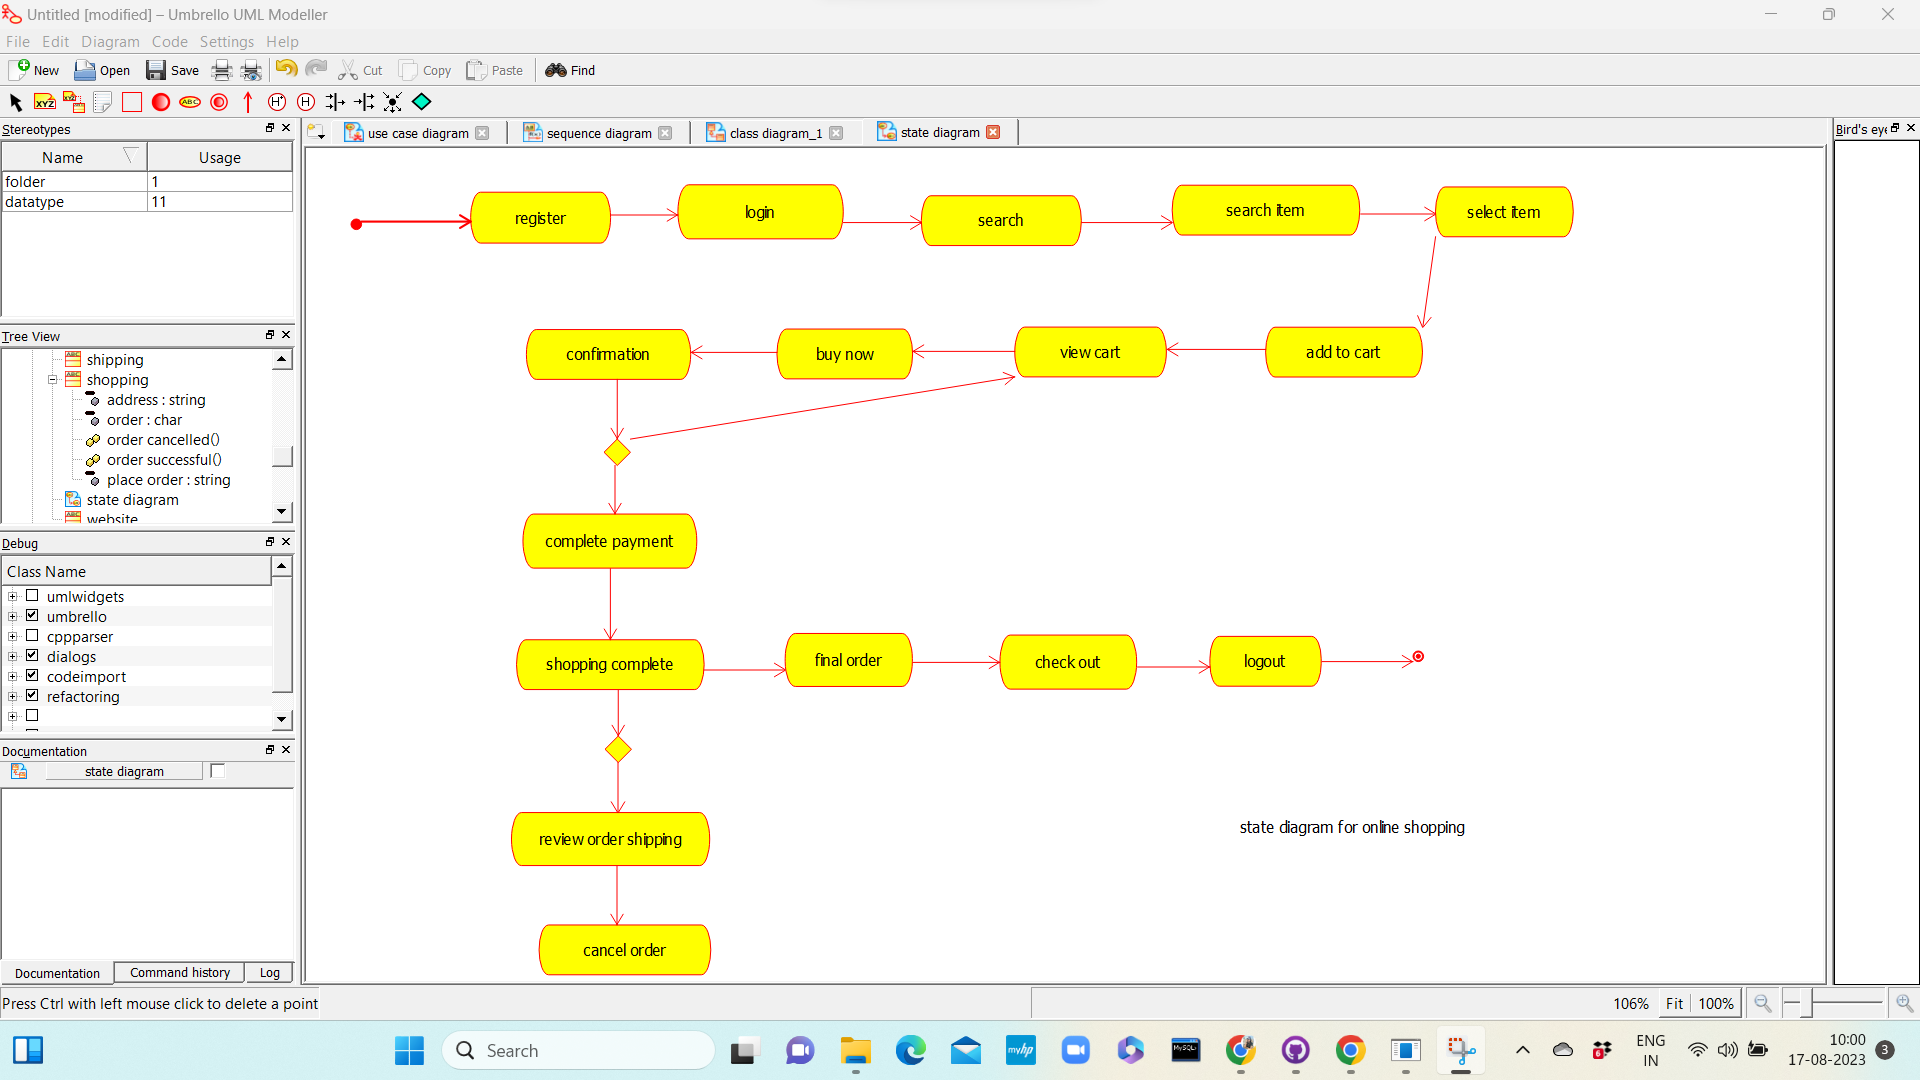 Untitled [modified] – Umbrello UML Modeller
File Edit Diagram Code Settings Help
New Open Save Cut Copy Paste Find
XYZ XYZ ABC H* H
Stereotypes
use case diagram sequence diagram class diagram_1 state diagram
Bird's eye
Name Usage
folder 1
datatype 11
register login search search item select item
Tree View
shipping
shopping
address : string
order : char
order cancelled()
order successful()
place order : string
state diagram
website
confirmation buy now view cart add to cart
Debug
Class Name
umlwidgets
umbrello
cppparser
dialogs
codeimport
refactoring
complete payment
shopping complete final order check out logout
Documentation
state diagram
review order shipping
state diagram for online shopping
cancel order
Documentation Command history Log
Press Ctrl with left mouse click to delete a point
106% Fit 100%
Search
myhp
MySQL
6
ENG
IN
10:00
17-08-2023
3